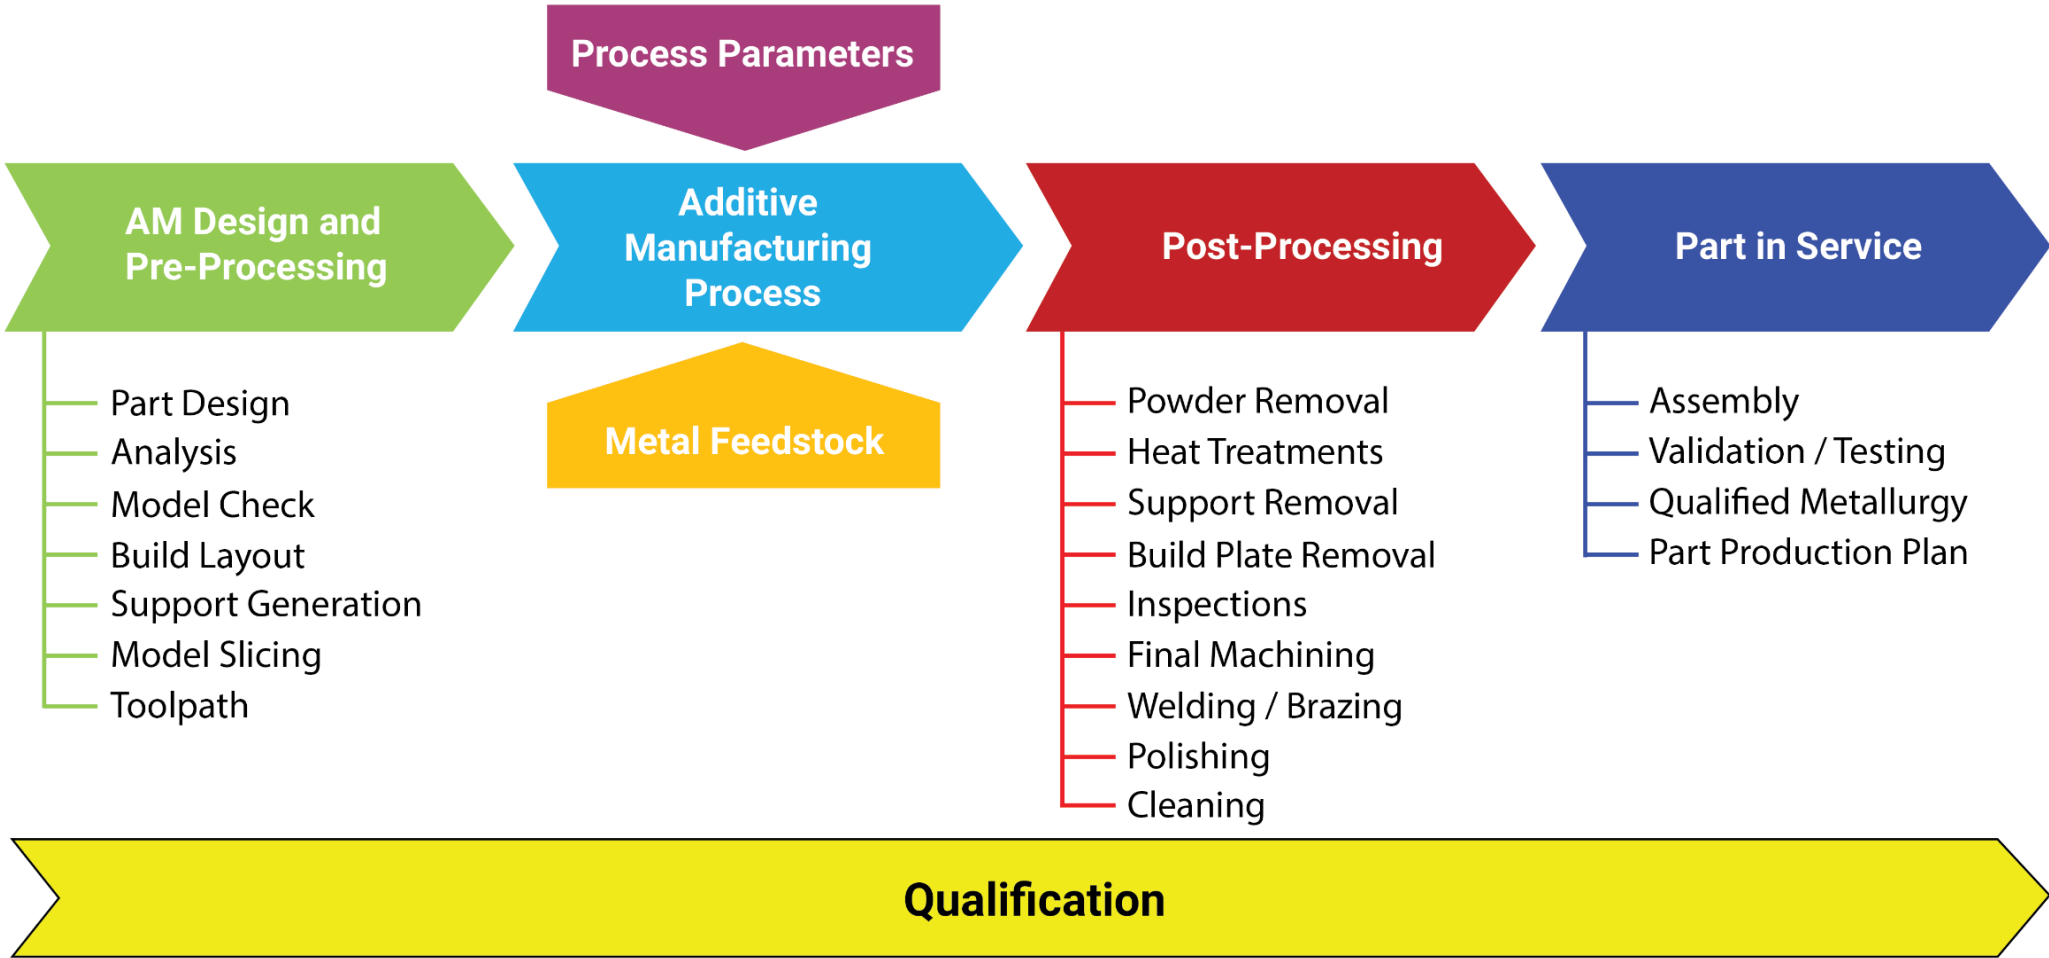 Process Parameters
AM Design and
Pre-Processing
Additive
Manufacturing
Process
Post-Processing
Part in Service
Part Design
Analysis
Model Check
Build Layout
Support Generation
Model Slicing
Toolpath
Metal Feedstock
Powder Removal
Heat Treatments
Support Removal
Build Plate Removal
Inspections
Final Machining
Welding / Brazing
Polishing
Cleaning
Assembly
Validation / Testing
Qualified Metallurgy
Part Production Plan
Qualification